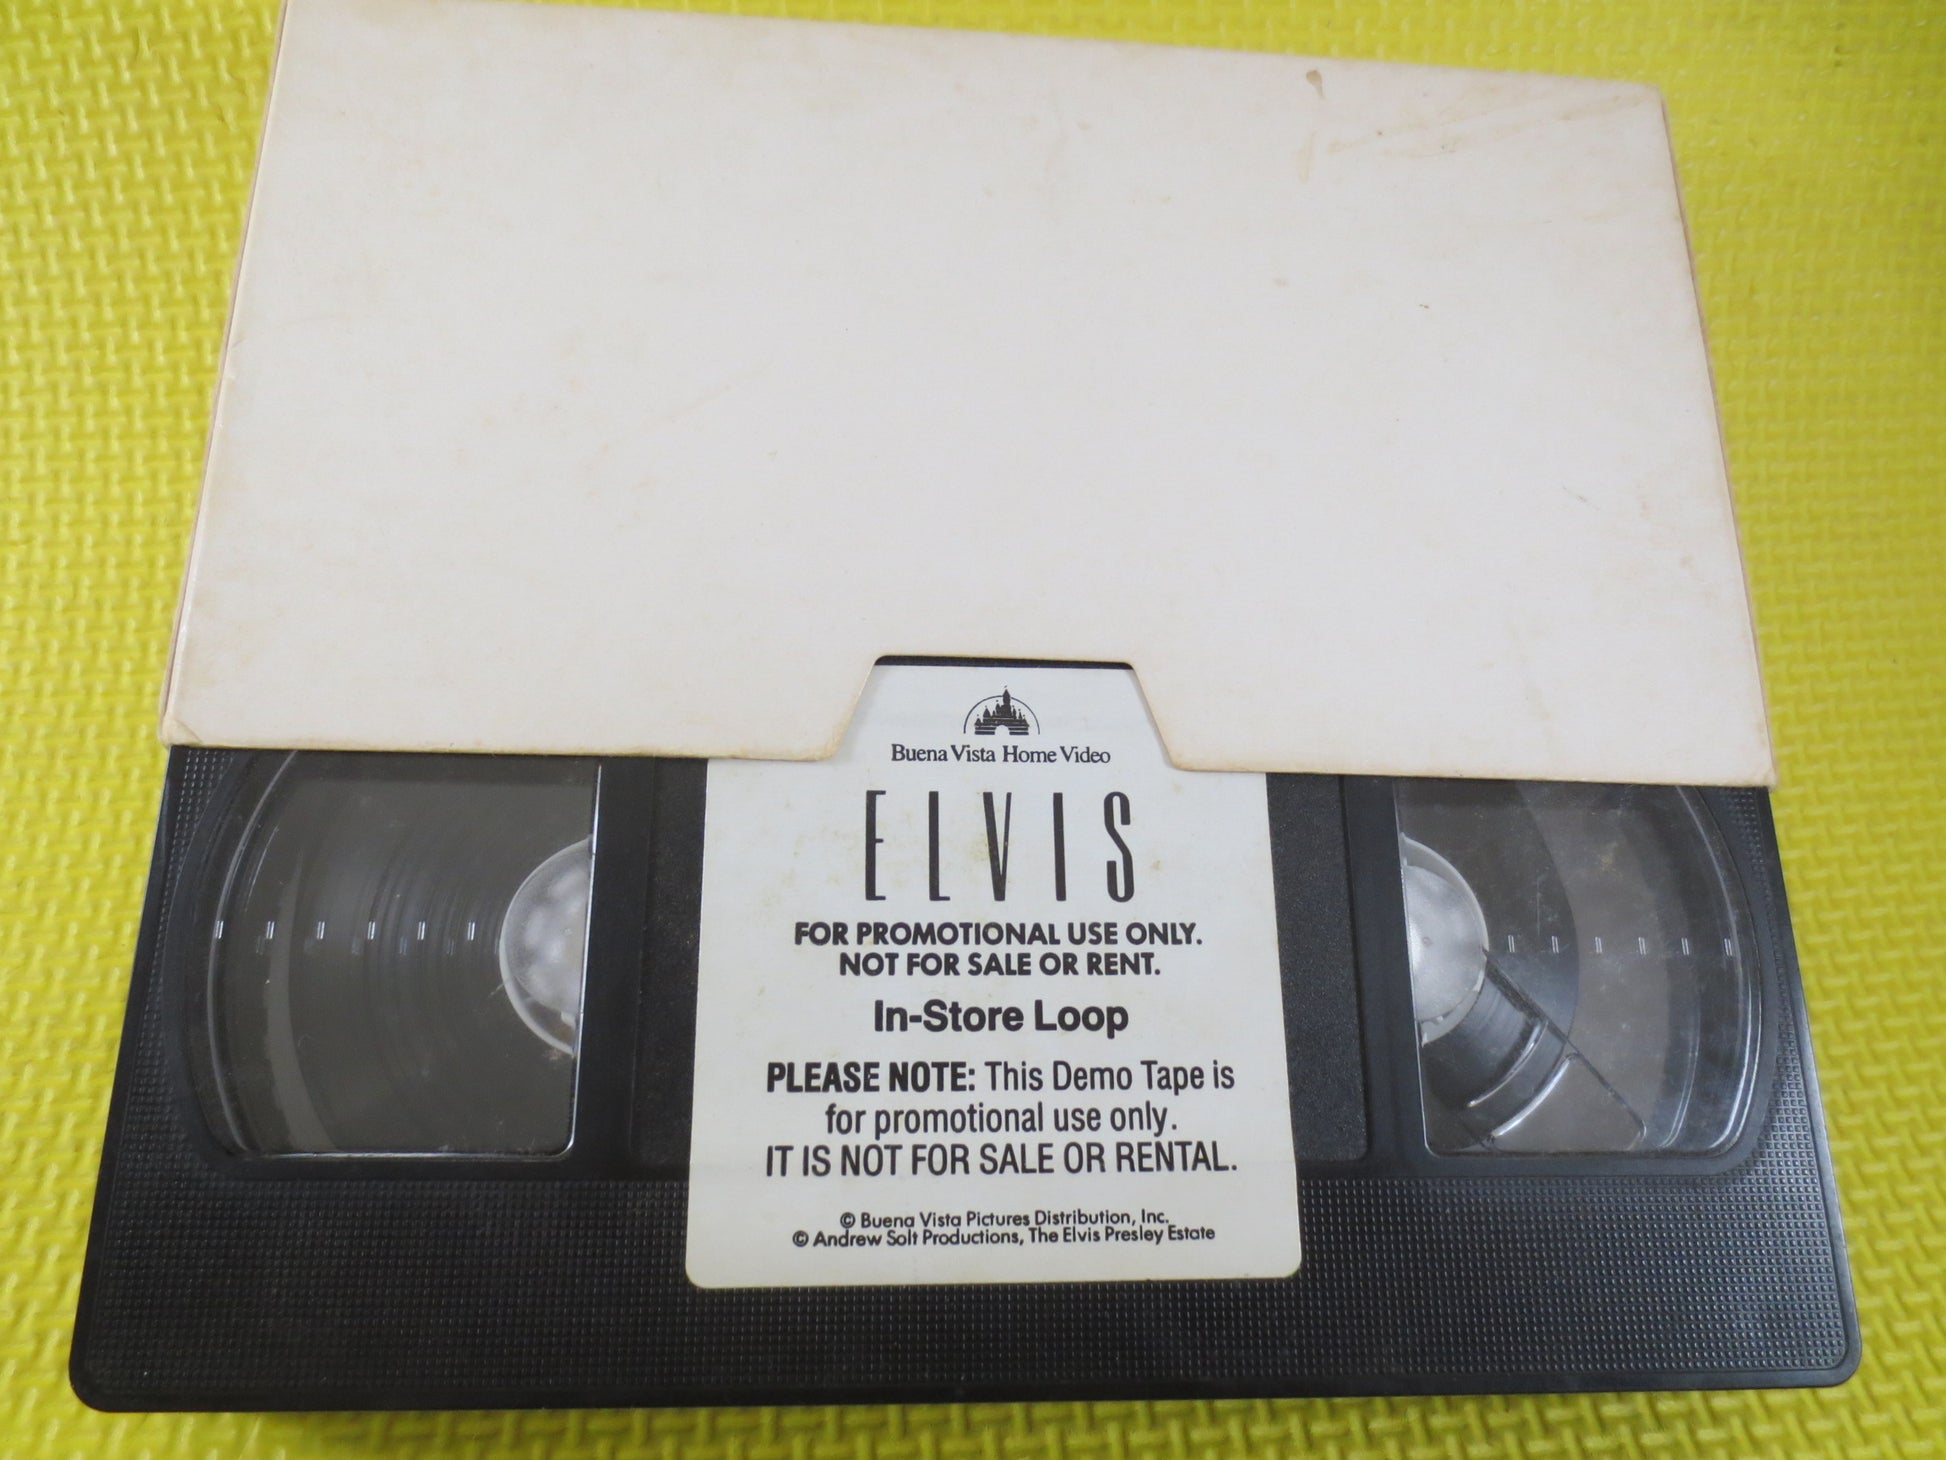 Buena Vista Home Video
ELVIS
FOR PROMOTIONAL USE ONLY.
NOT FOR SALE OR RENT.
In-Store Loop
PLEASE NOTE: This Demo Tape is
for promotional use only.
IT IS NOT FOR SALE OR RENTAL.
© Buena Vista Pictures Distribution, Inc.
© Andrew Solt Productions, The Elvis Presley Estate